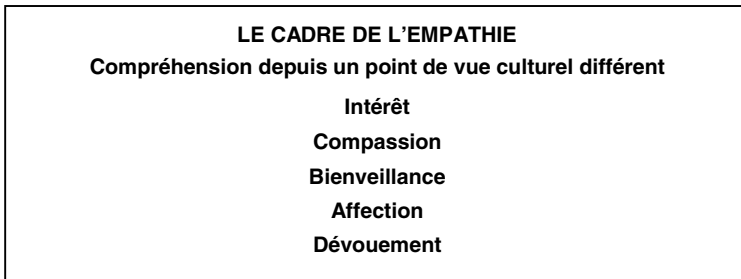 LE CADRE DE L’EMPATHIE
Compréhension depuis un point de vue culturel différent
Intérêt
Compassion
Bienveillance
Affection
Dévouement